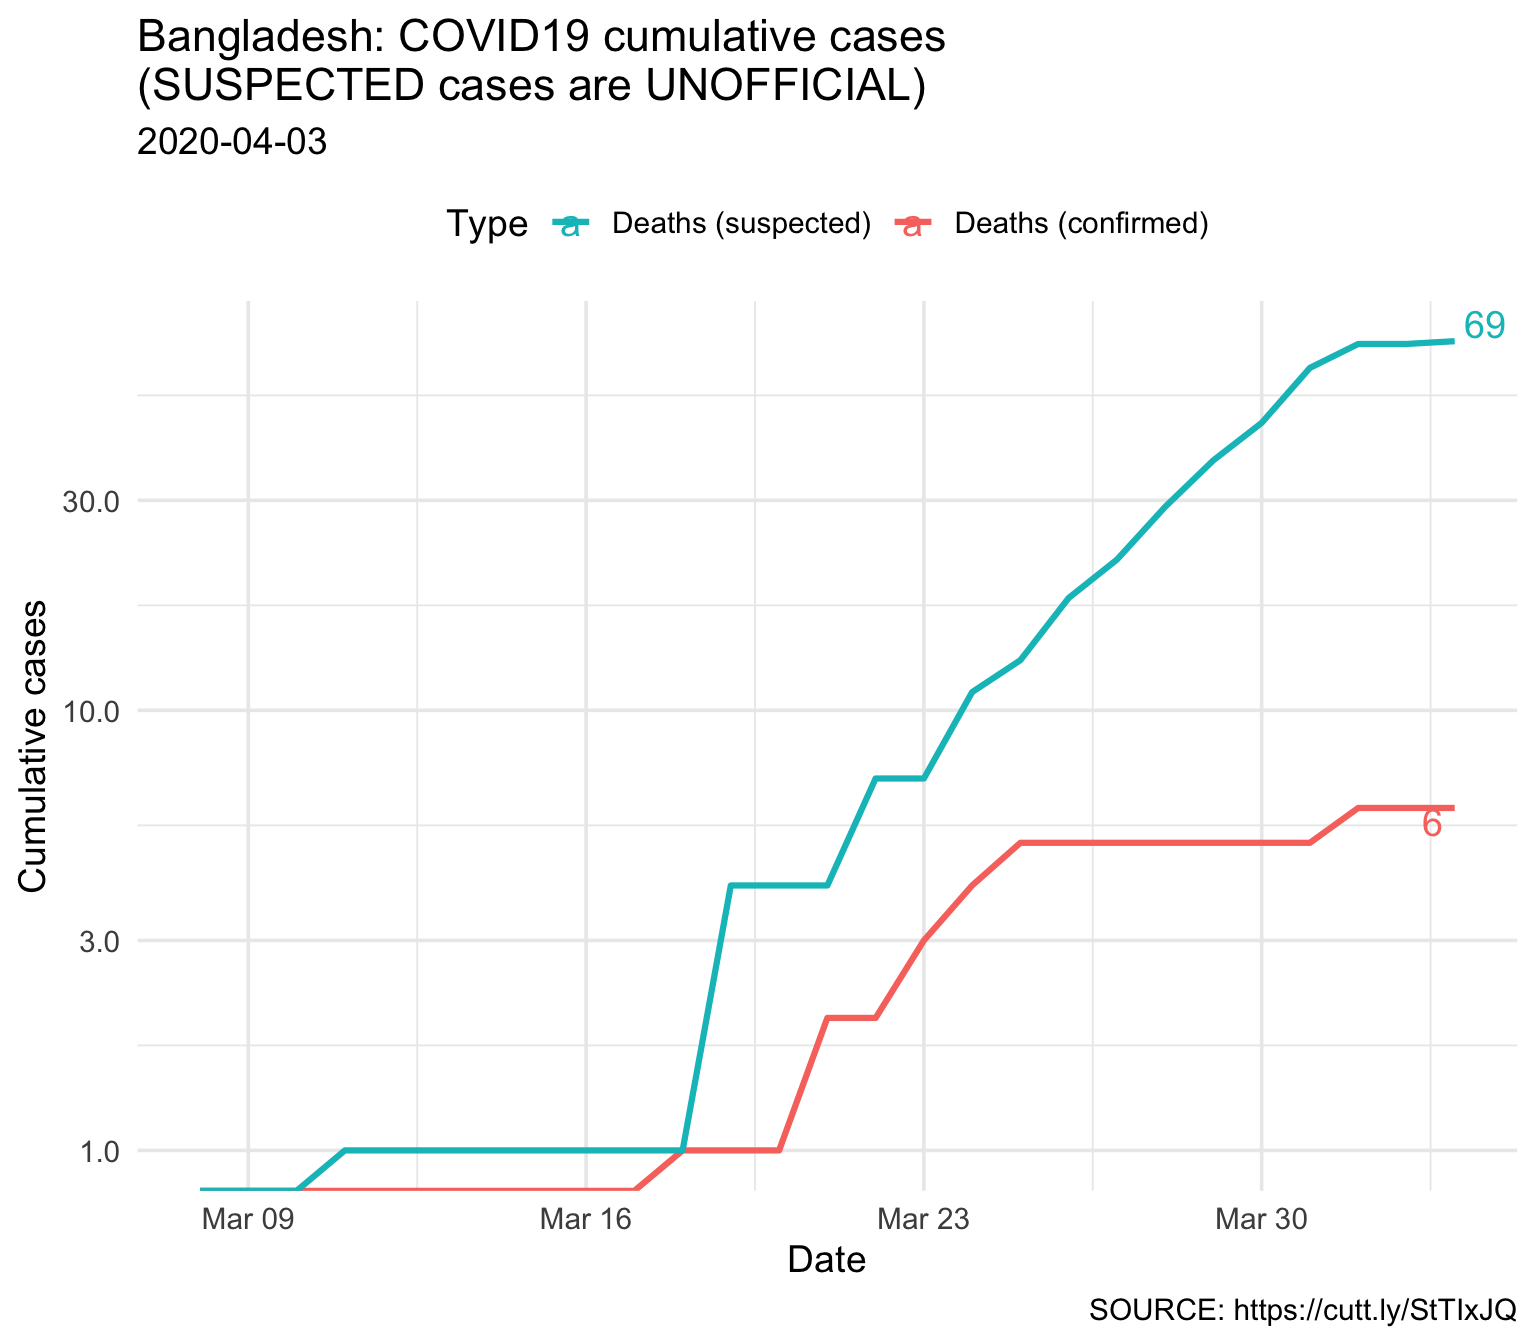 Bangladesh: COVID19 cumulative cases
(SUSPECTED cases are UNOFFICIAL)
2020-04-03
Type a Deaths (suspected) a Deaths (confirmed)
69
30.0
10.0
6
3.0
1.0
Cumulative cases
Mar 09 Mar 16 Mar 23 Mar 30
Date
SOURCE: https://cutt.ly/StTIxJQ